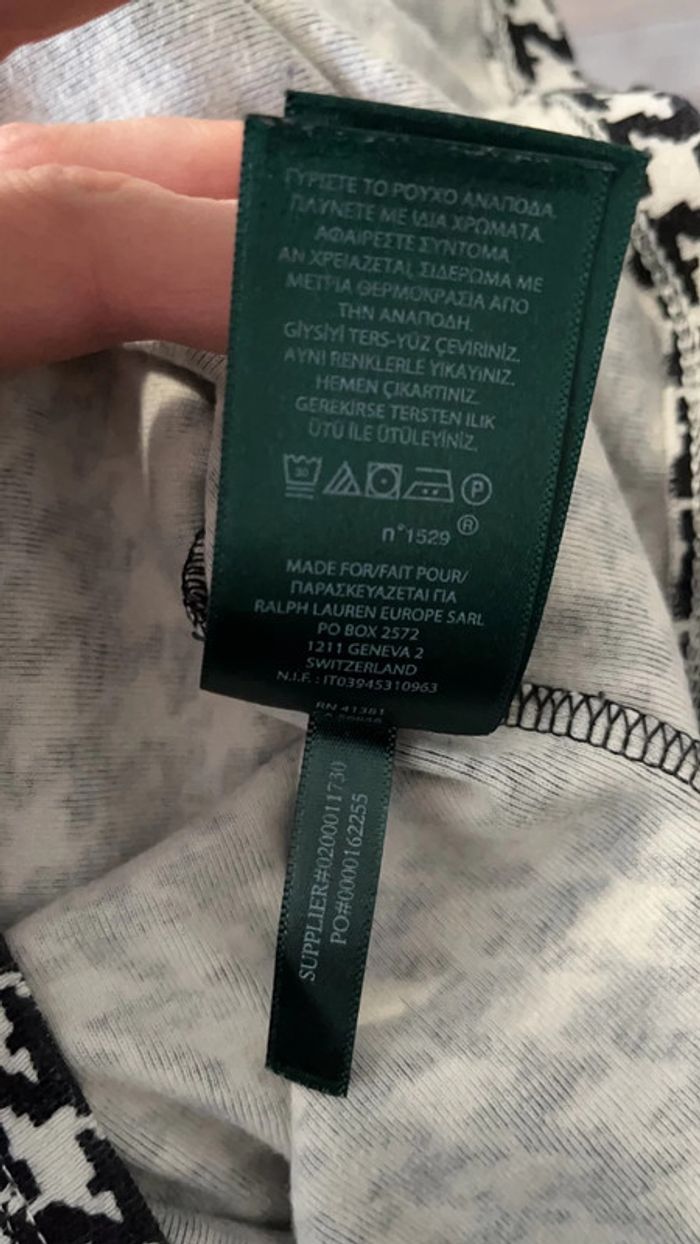 ΓΥΡΙΣΤΕ ΤΟ ΡΟΥΧΟ ΑΝΑΠΟΔΑ.
ΠΛΥΝΕΤΕ ΜΕ ΙΔΙΑ ΧΡΩΜΑΤΑ.
ΑΦΑΙΡΕΣΤΕ ΣΥΝΤΟΜΑ.
ΑΝ ΧΡΕΙΑΖΕΤΑΙ, ΣΙΔΕΡΩΜΑ ΜΕ
ΜΕΤΡΙΑ ΘΕΡΜΟΚΡΑΣΙΑ ΑΠΟ
ΤΗΝ ΑΝΑΠΟΔΗ.
GİYSİYİ TERS-YÜZ ÇEVİRİNİZ.
AYNI RENKLERLE YIKAYINIZ.
HEMEN ÇIKARTINIZ.
GEREKİRSE TERSTEN ILIK
ÜTÜ İLE ÜTÜLEYİNİZ.
30 P
n°1529 ®
MADE FOR/FAIT POUR/
ΠΑΡΑΣΚΕΥΑΖΕΤΑΙ ΓΙΑ
RALPH LAUREN EUROPE SARL
PO BOX 2572
1211 GENEVA 2
SWITZERLAND
N.I.F. : IT03945310963
RN 41381
SUPPLIER#0200011730
PO#0000162255